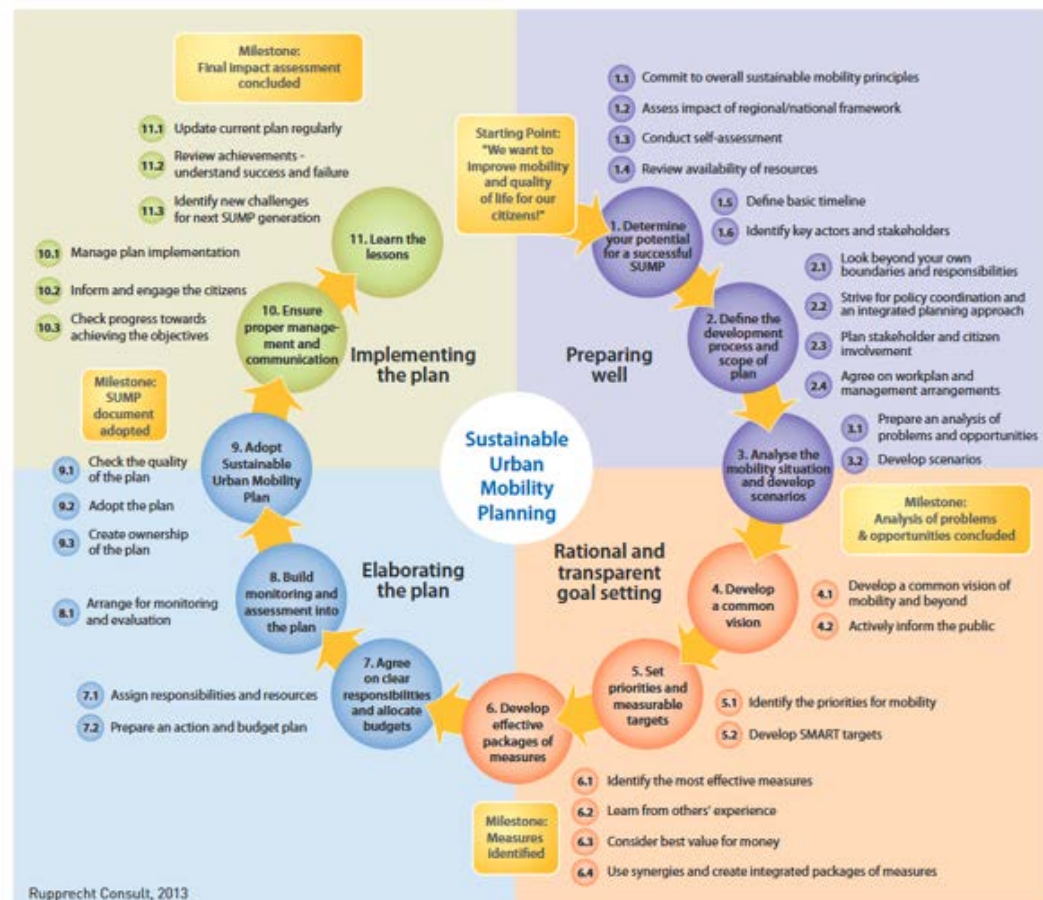 Starting Point:
"We want to
improve mobility
and quality
of life for our
citizens!"
Sustainable
Urban
Mobility
Planning
Preparing
well
1. Determine
your potential
for a successful
SUMP
1.1 Commit to overall sustainable mobility principles
1.2 Assess impact of regional/national framework
1.3 Conduct self-assessment
1.4 Review availability of resources
1.5 Define basic timeline
1.6 Identify key actors and stakeholders
2. Define the
development
process and
scope of
plan
2.1 Look beyond your own
boundaries and responsibilities
2.2 Strive for policy coordination and
an integrated planning approach
2.3 Plan stakeholder and citizen
involvement
2.4 Agree on workplan and
management arrangements
3. Analyse the
mobility situation
and develop
scenarios
3.1 Prepare an analysis of
problems and opportunities
3.2 Develop scenarios
Milestone:
Analysis of problems
& opportunities concluded
Rational and
transparent
goal setting
4. Develop
a common
vision
4.1 Develop a common vision of
mobility and beyond
4.2 Actively inform the public
5. Set
priorities and
measurable
targets
5.1 Identify the priorities for mobility
5.2 Develop SMART targets
6. Develop
effective
packages of
measures
6.1 Identify the most effective measures
6.2 Learn from others' experience
6.3 Consider best value for money
6.4 Use synergies and create integrated packages of measures
Milestone:
Measures
identified
Elaborating
the plan
7. Agree
on clear
responsibilities
and allocate
budgets
7.1 Assign responsibilities and resources
7.2 Prepare an action and budget plan
8. Build
monitoring and
assessment into
the plan
8.1 Arrange for monitoring
and evaluation
9. Adopt
Sustainable
Urban Mobility
Plan
9.1 Check the quality
of the plan
9.2 Adopt the plan
9.3 Create ownership
of the plan
Milestone:
SUMP
document
adopted
Implementing
the plan
10. Ensure
proper manage-
ment and
communication
10.1 Manage plan implementation
10.2 Inform and engage the citizens
10.3 Check progress towards
achieving the objectives
11. Learn the
lessons
11.1 Update current plan regularly
11.2 Review achievements -
understand success and failure
11.3 Identify new challenges
for next SUMP generation
Milestone:
Final impact assessment
concluded
Rupprecht Consult, 2013